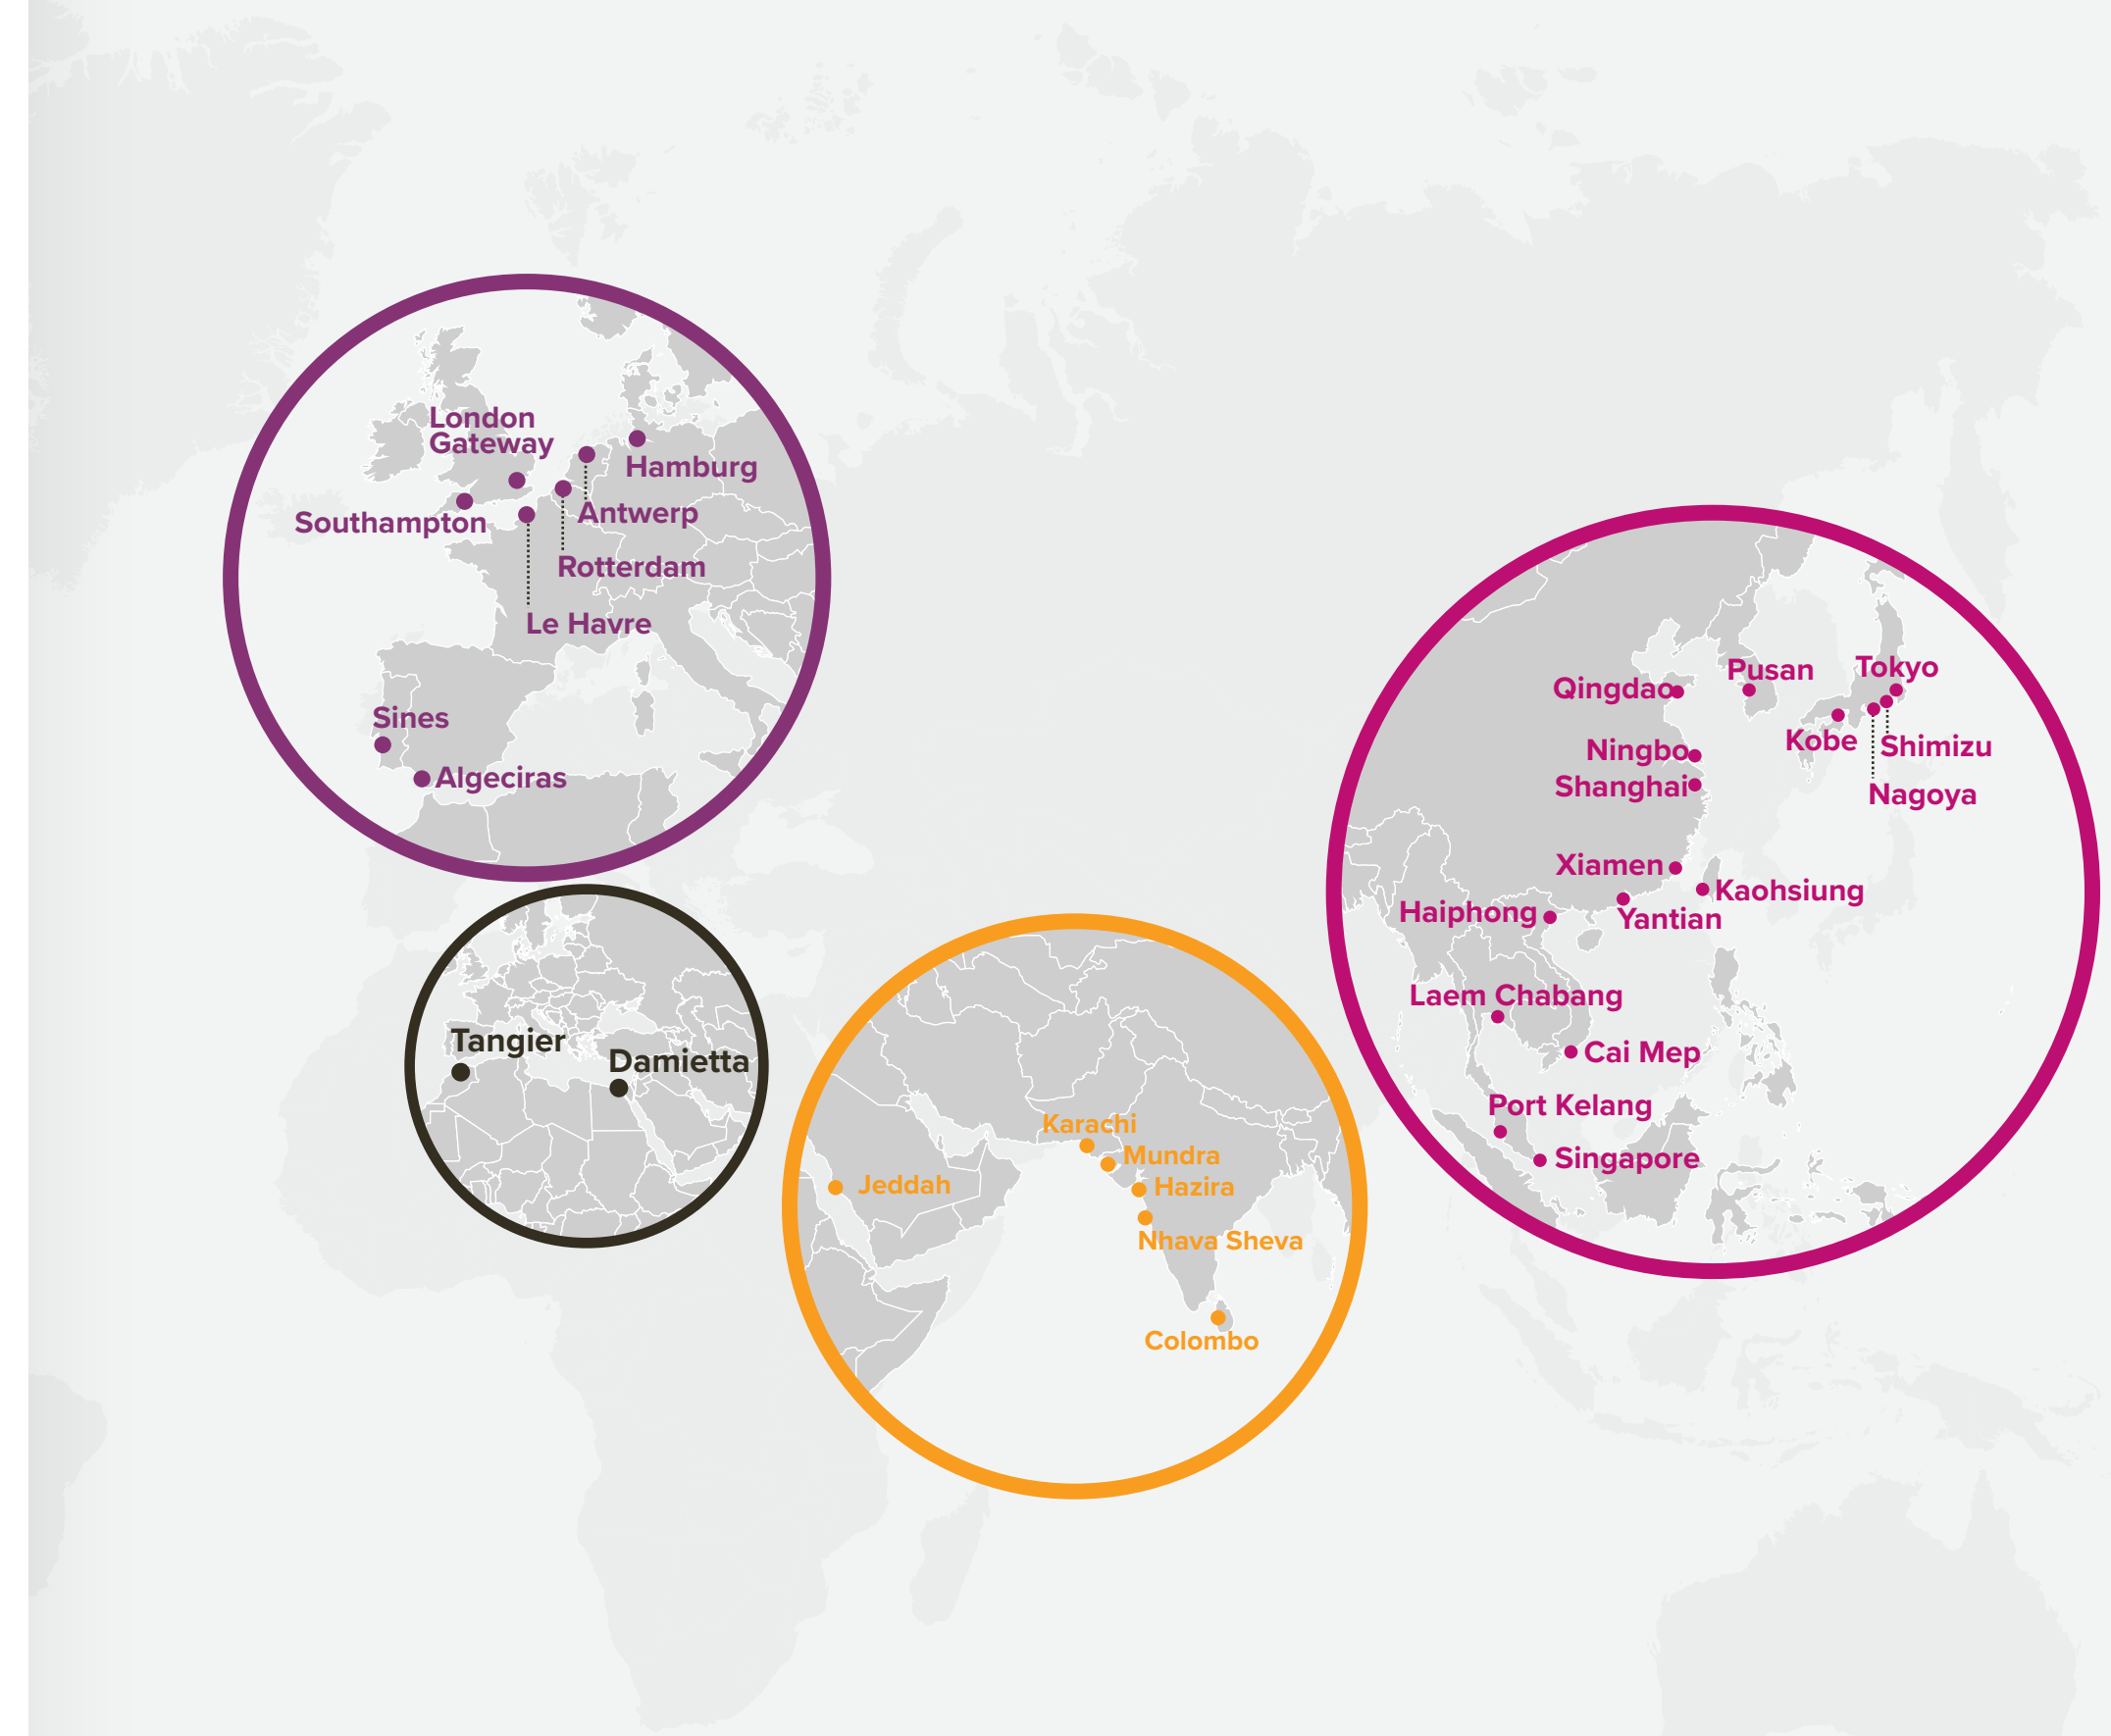 London
Gateway
Hamburg
Southampton
Antwerp
Rotterdam
Le Havre
Sines
Algeciras
Tangier
Damietta
Karachi
Mundra
Jeddah
Hazira
Nhava Sheva
Colombo
Qingdao
Pusan
Tokyo
Kobe
Shimizu
Ningbo
Shanghai
Nagoya
Xiamen
Kaohsiung
Haiphong
Yantian
Laem Chabang
Cai Mep
Port Kelang
Singapore